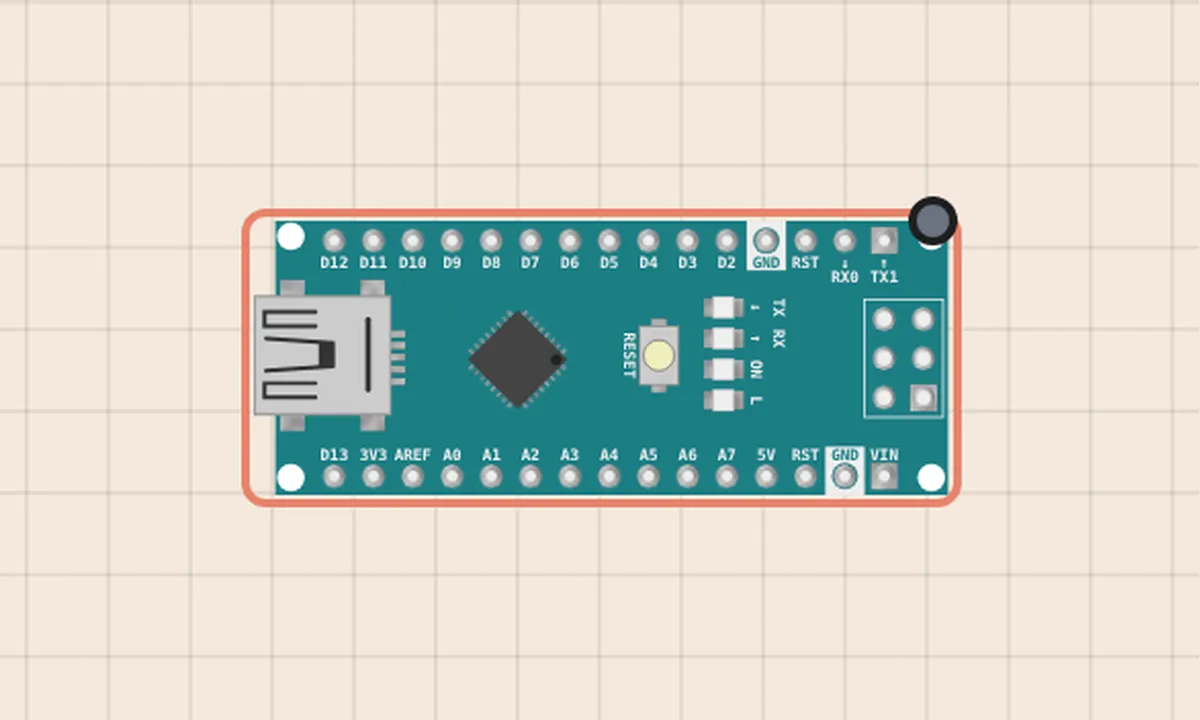 D12 D11 D10 D9 D8 D7 D6 D5 D4 D3 D2 GND RST ↓ ↑
RX0 TX1
TX
RX
ON
L
RESET
D13 3V3 AREF A0 A1 A2 A3 A4 A5 A6 A7 5V RST GND VIN